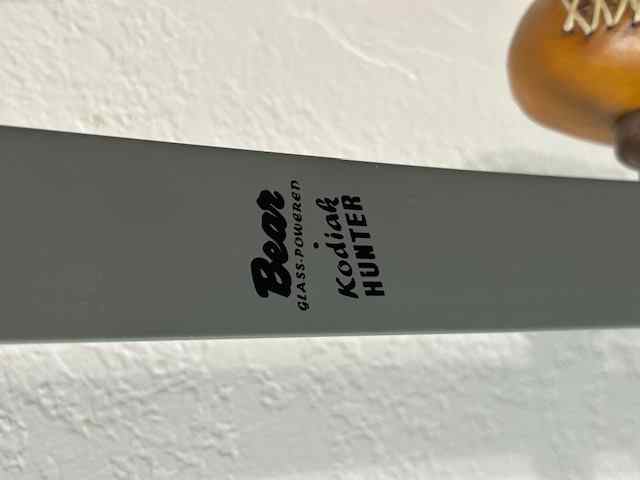 Bear
GLASS-POWERED
Kodiak
HUNTER